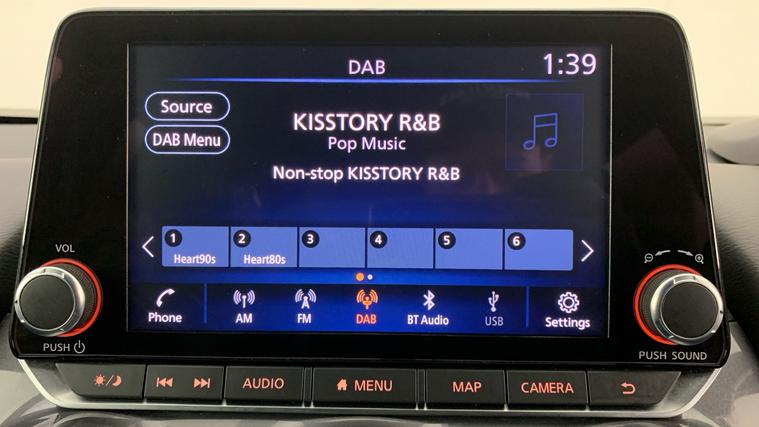 DAB
1:39
Source
KISSTORY R&B
Pop Music
DAB Menu
Non-stop KISSTORY R&B
1 2 3 4 5 6
Heart90s Heart80s
VOL
Phone AM FM DAB BT Audio USB Settings
PUSH
PUSH SOUND
AUDIO MENU MAP CAMERA